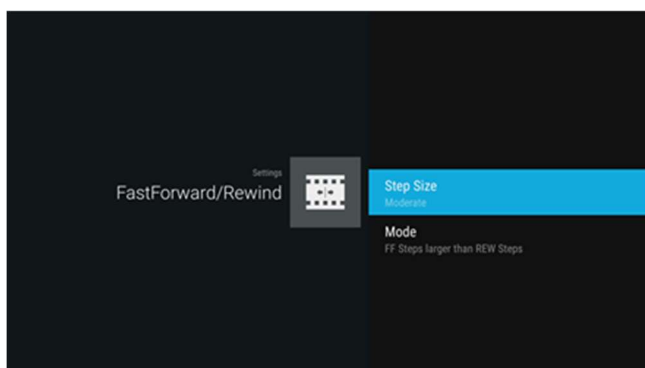 Settings
FastForward/Rewind
Step Size
Moderate
Mode
FF Steps larger than REW Steps